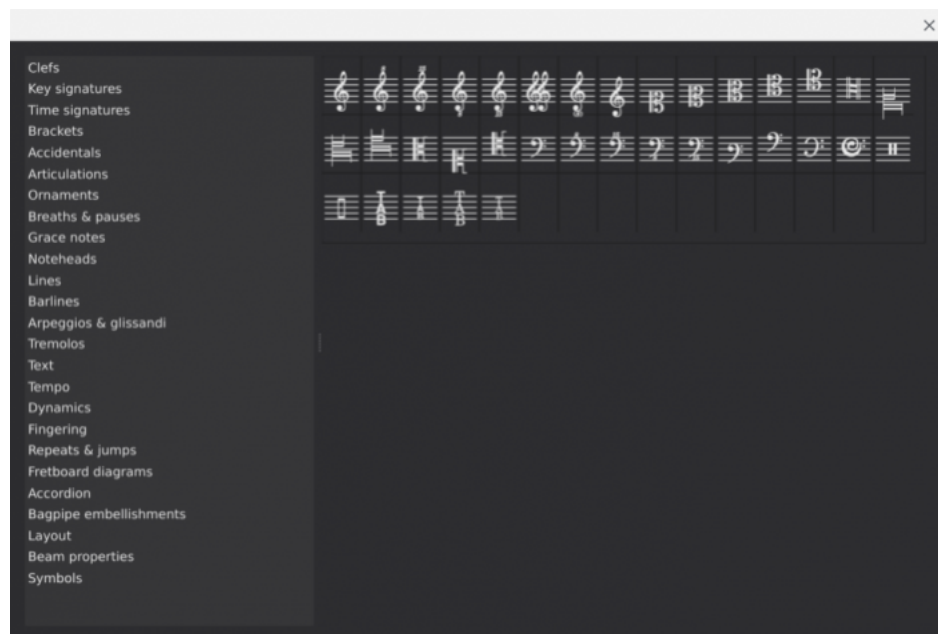 Clefs
Key signatures
Time signatures
Brackets
Accidentals
Articulations
Ornaments
Breaths & pauses
Grace notes
Noteheads
Lines
Barlines
Arpeggios & glissandi
Tremolos
Text
Tempo
Dynamics
Fingering
Repeats & jumps
Fretboard diagrams
Accordion
Bagpipe embellishments
Layout
Beam properties
Symbols